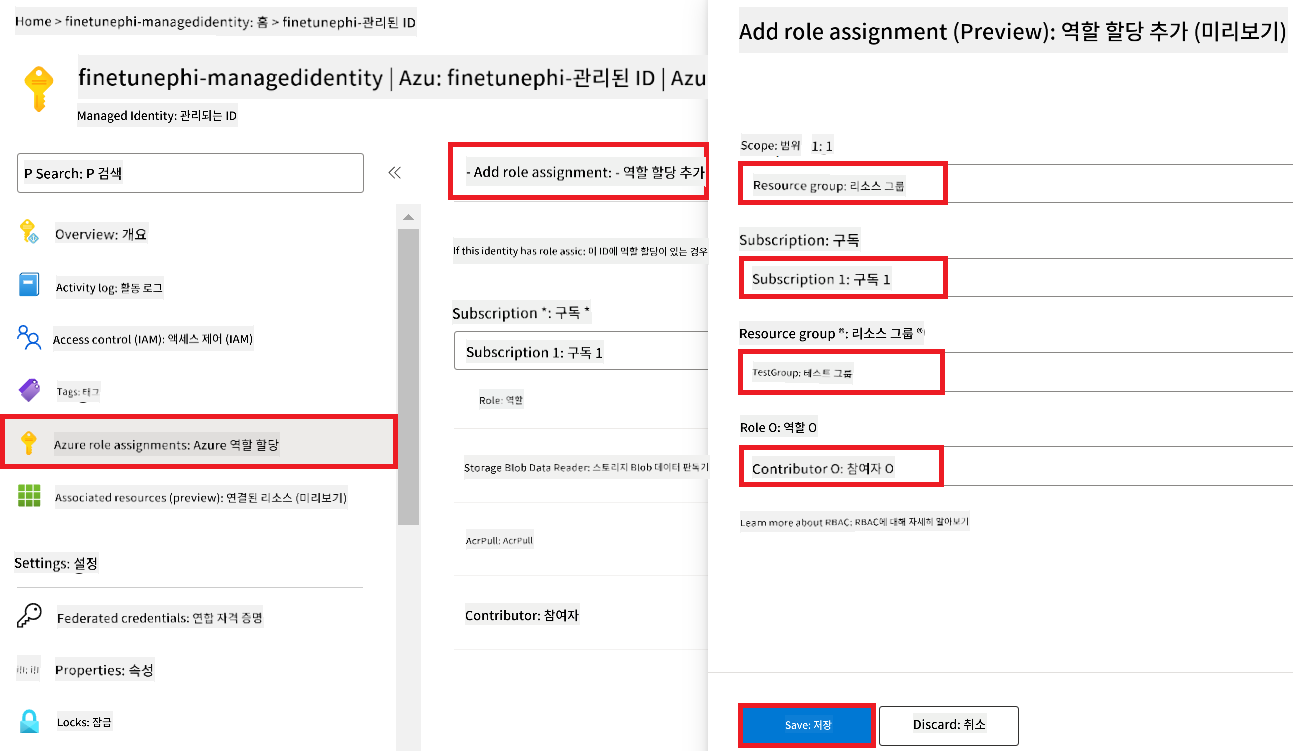 Home > finetunephi-managedidentity: 홈 > finetunephi-관리된 ID
finetunephi-managedidentity | Azu: finetunephi-관리된 ID | Azu
Managed Identity: 관리되는 ID
P Search: P 검색
Overview: 개요
Activity log: 활동 로그
Access control (IAM): 액세스 제어 (IAM)
Tags: 태그
Azure role assignments: Azure 역할 할당
Associated resources (preview): 연결된 리소스 (미리보기)
Settings: 설정
Federated credentials: 연합 자격 증명
Properties: 속성
Locks: 잠금
- Add role assignment: - 역할 할당 추가
If this identity has role assic: 이 ID에 역할 할당이 있는 경우
Subscription *: 구독 *
Subscription 1: 구독 1
Role: 역할
Storage Blob Data Reader: 스토리지 Blob 데이터 판독기
AcrPull: AcrPull
Contributor: 참여자
Add role assignment (Preview): 역할 할당 추가 (미리보기)
Scope: 범위 1: 1
Resource group: 리소스 그룹
Subscription: 구독
Subscription 1: 구독 1
Resource group ®: 리소스 그룹 ®
TestGroup: 테스트 그룹
Role O: 역할 O
Contributor O: 참여자 O
Learn more about RBAC: RBAC에 대해 자세히 알아보기
Save: 저장
Discard: 취소